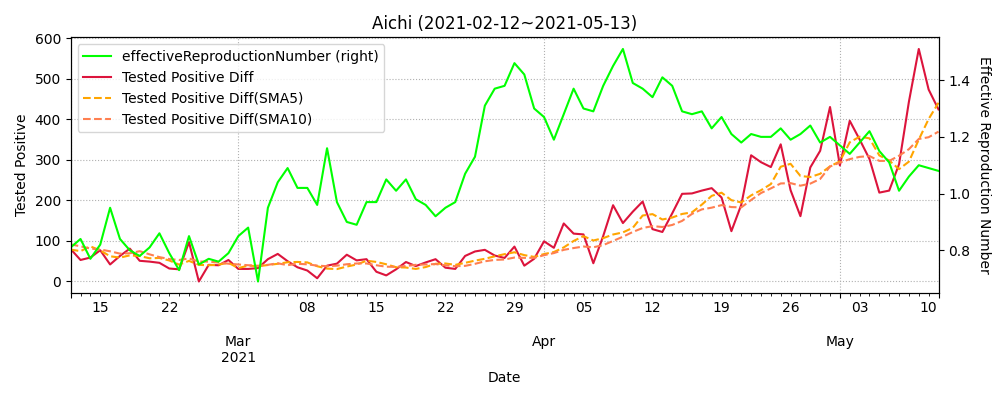 Aichi (2021-02-12~2021-05-13)
effectiveReproductionNumber (right)
Tested Positive Diff
Tested Positive Diff(SMA5)
Tested Positive Diff(SMA10)
Tested Positive
600
500
400
300
200
100
0
1.4
1.2
1.0
0.8
Effective Reproduction Number
15 22 08 15 22 29 05 12 19 26 03 10
Mar Apr May
2021
Date